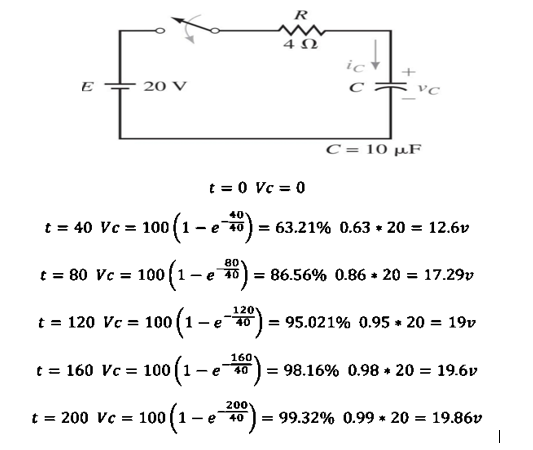 R
4 Ω
E 20 V
iC
+
C vC
−
C = 10 µF
t = 0 Vc = 0
t = 40 Vc = 100(1 − e^−40/40) = 63.21% 0.63 * 20 = 12.6v
t = 80 Vc = 100(1 − e^−80/40) = 86.56% 0.86 * 20 = 17.29v
t = 120 Vc = 100(1 − e^−120/40) = 95.021% 0.95 * 20 = 19v
t = 160 Vc = 100(1 − e^−160/40) = 98.16% 0.98 * 20 = 19.6v
t = 200 Vc = 100(1 − e^−200/40) = 99.32% 0.99 * 20 = 19.86v